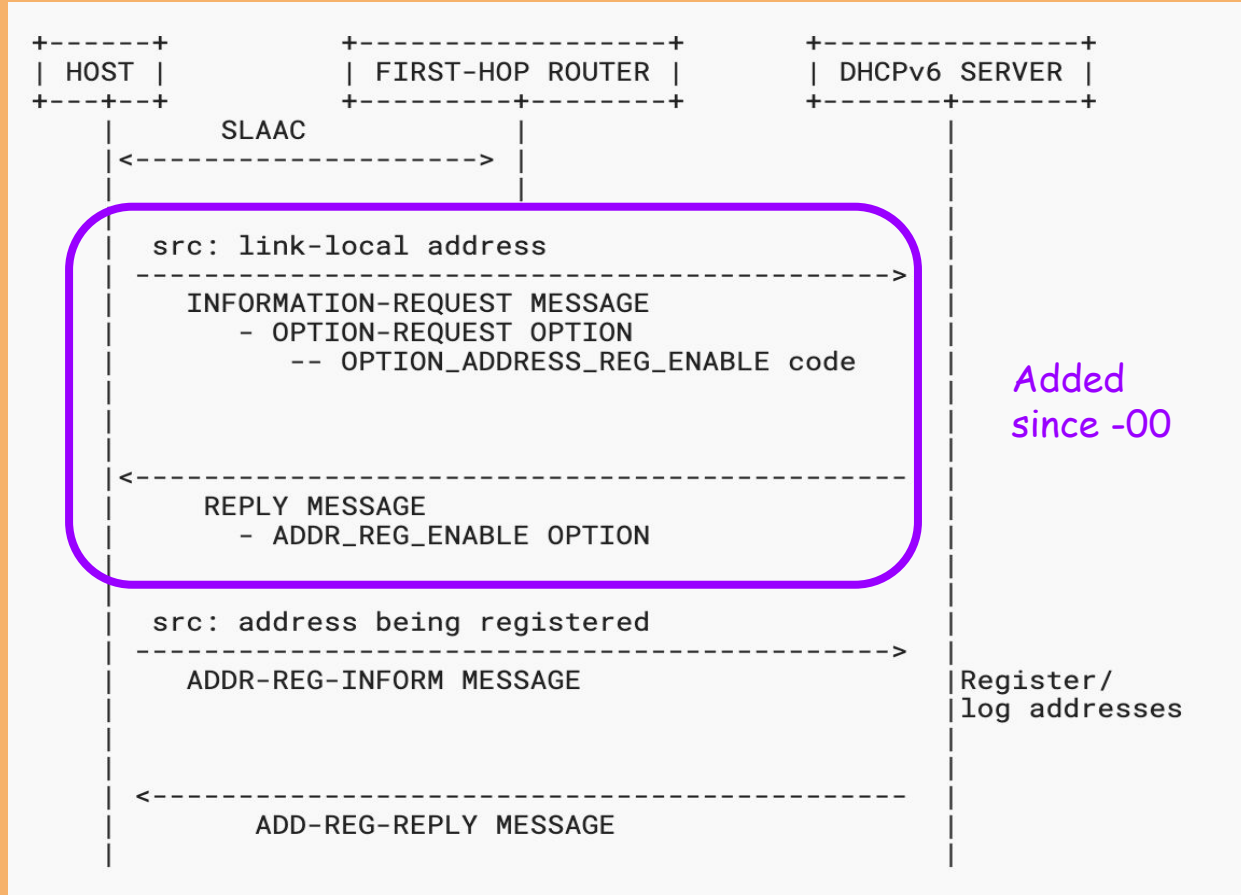 +------+ +------------------+ +---------------+
| HOST | | FIRST-HOP ROUTER | | DHCPv6 SERVER |
+---+--+ +---------+--------+ +-------+-------+
| SLAAC | |
|<--------------------> | |
src: link-local address
-------------------------------------------->
INFORMATION-REQUEST MESSAGE
- OPTION-REQUEST OPTION
-- OPTION_ADDRESS_REG_ENABLE code
Added
since -00
|<---------------------------------------------
REPLY MESSAGE
- ADDR_REG_ENABLE OPTION
src: address being registered
-------------------------------------------->
ADDR-REG-INFORM MESSAGE |Register/
|log addresses
<--------------------------------------------
ADD-REG-REPLY MESSAGE